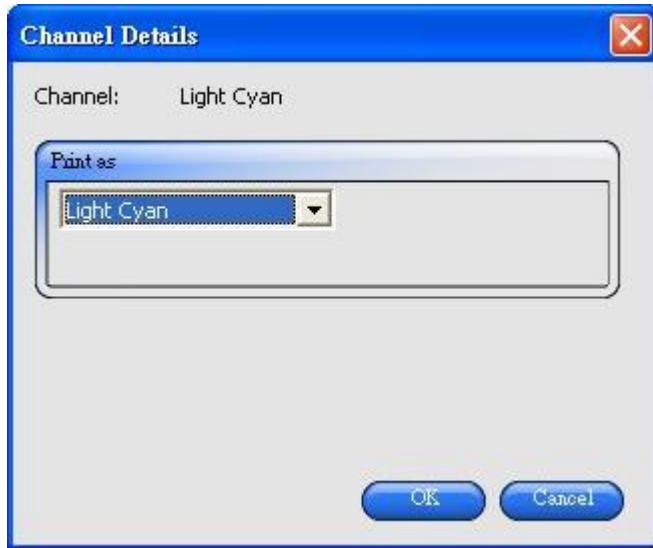 Channel Details
Channel: Light Cyan
Print as
Light Cyan
OK Cancel